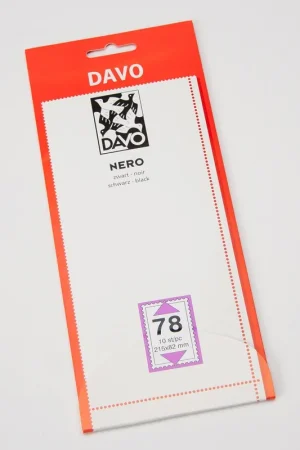 DAVO
DAVO
NERO
zwart - noir
schwarz - black
78
10 st/pc
215x82 mm